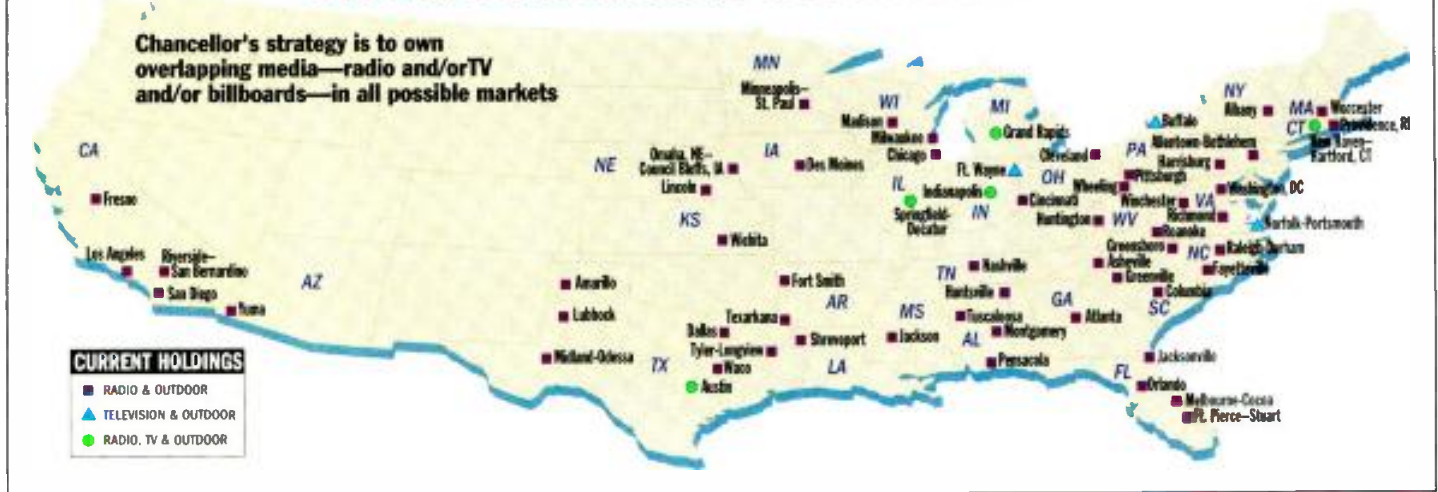 Chancellor's strategy is to own
overlapping media—radio and/orTV
and/or billboards—in all possible markets
CA
Fresno
Los Angeles
Riverside–
San Bernardino
San Diego
Yuma
AZ
CURRENT HOLDINGS
RADIO & OUTDOOR
TELEVISION & OUTDOOR
RADIO, TV & OUTDOOR
MN
Minneapolis–
St. Paul
NE
Omaha, NE–
Council Bluffs, IA
Lincoln
IA
Des Moines
KS
Wichita
Amarillo
Lubbock
Midland-Odessa
TX
Dallas
Tyler-Longview
Waco
Austin
Texarkana
Fort Smith
AR
Shreveport
LA
WI
Madison
Milwaukee
Chicago
IL
Springfield-
Decatur
MI
Grand Rapids
Ft. Wayne
Indianapolis
IN
OH
Cleveland
Cincinnati
Wheeling
Huntington
WV
PA
Pittsburgh
Buffalo
NY
Albany
MA
Worcester
CT
Providence, RI
New Haven–
Hartford, CT
Allentown-Bethlehem
Harrisburg
Washington, DC
Winchester
VA
Richmond
Roanoke
Norfolk-Portsmouth
Greensboro
NC
Raleigh-Durham
Fayetteville
Asheville
Greenville
Columbia
SC
TN
Nashville
Huntsville
MS
Jackson
Tuscaloosa
AL
Montgomery
Pensacola
GA
Atlanta
FL
Jacksonville
Orlando
Melbourne-Cocoa
Ft. Pierce–Stuart